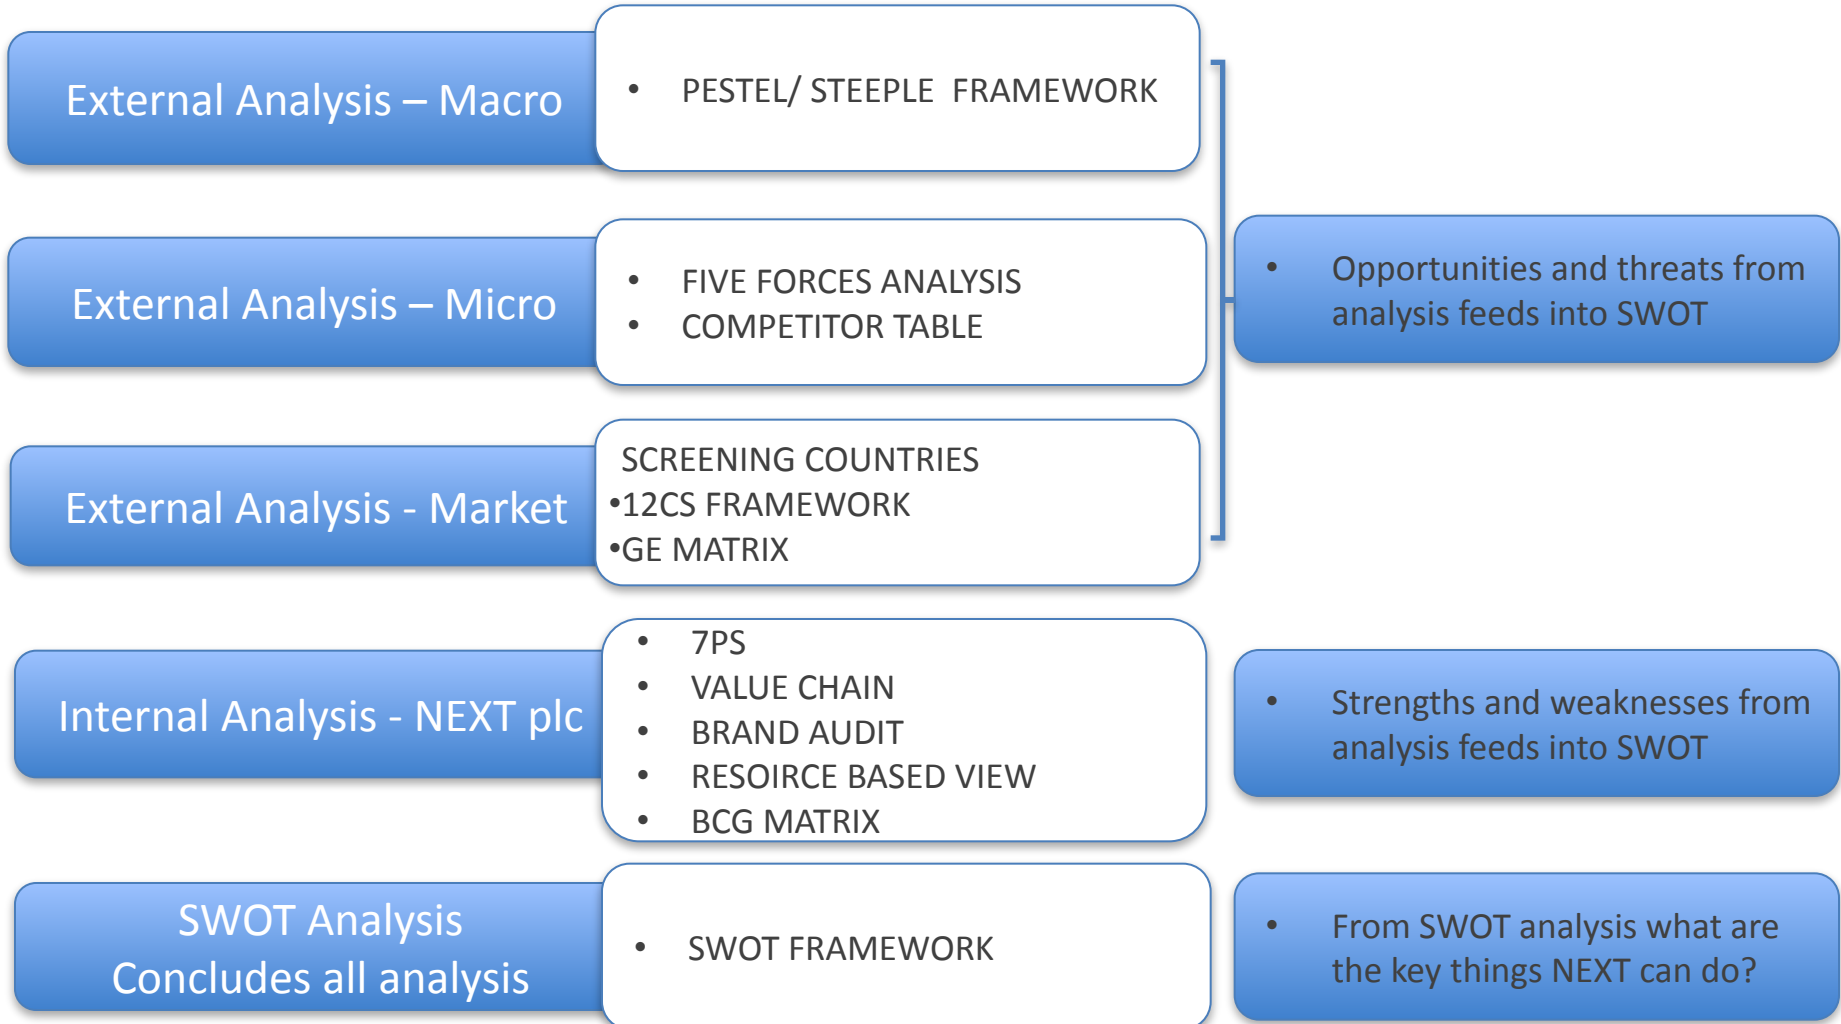 External Analysis – Macro
• PESTEL/ STEEPLE FRAMEWORK
External Analysis – Micro
• FIVE FORCES ANALYSIS
• COMPETITOR TABLE
• Opportunities and threats from
analysis feeds into SWOT
External Analysis - Market
SCREENING COUNTRIES
•12CS FRAMEWORK
•GE MATRIX
Internal Analysis - NEXT plc
• 7PS
• VALUE CHAIN
• BRAND AUDIT
• RESOIRCE BASED VIEW
• BCG MATRIX
• Strengths and weaknesses from
analysis feeds into SWOT
SWOT Analysis
Concludes all analysis
• SWOT FRAMEWORK
• From SWOT analysis what are
the key things NEXT can do?